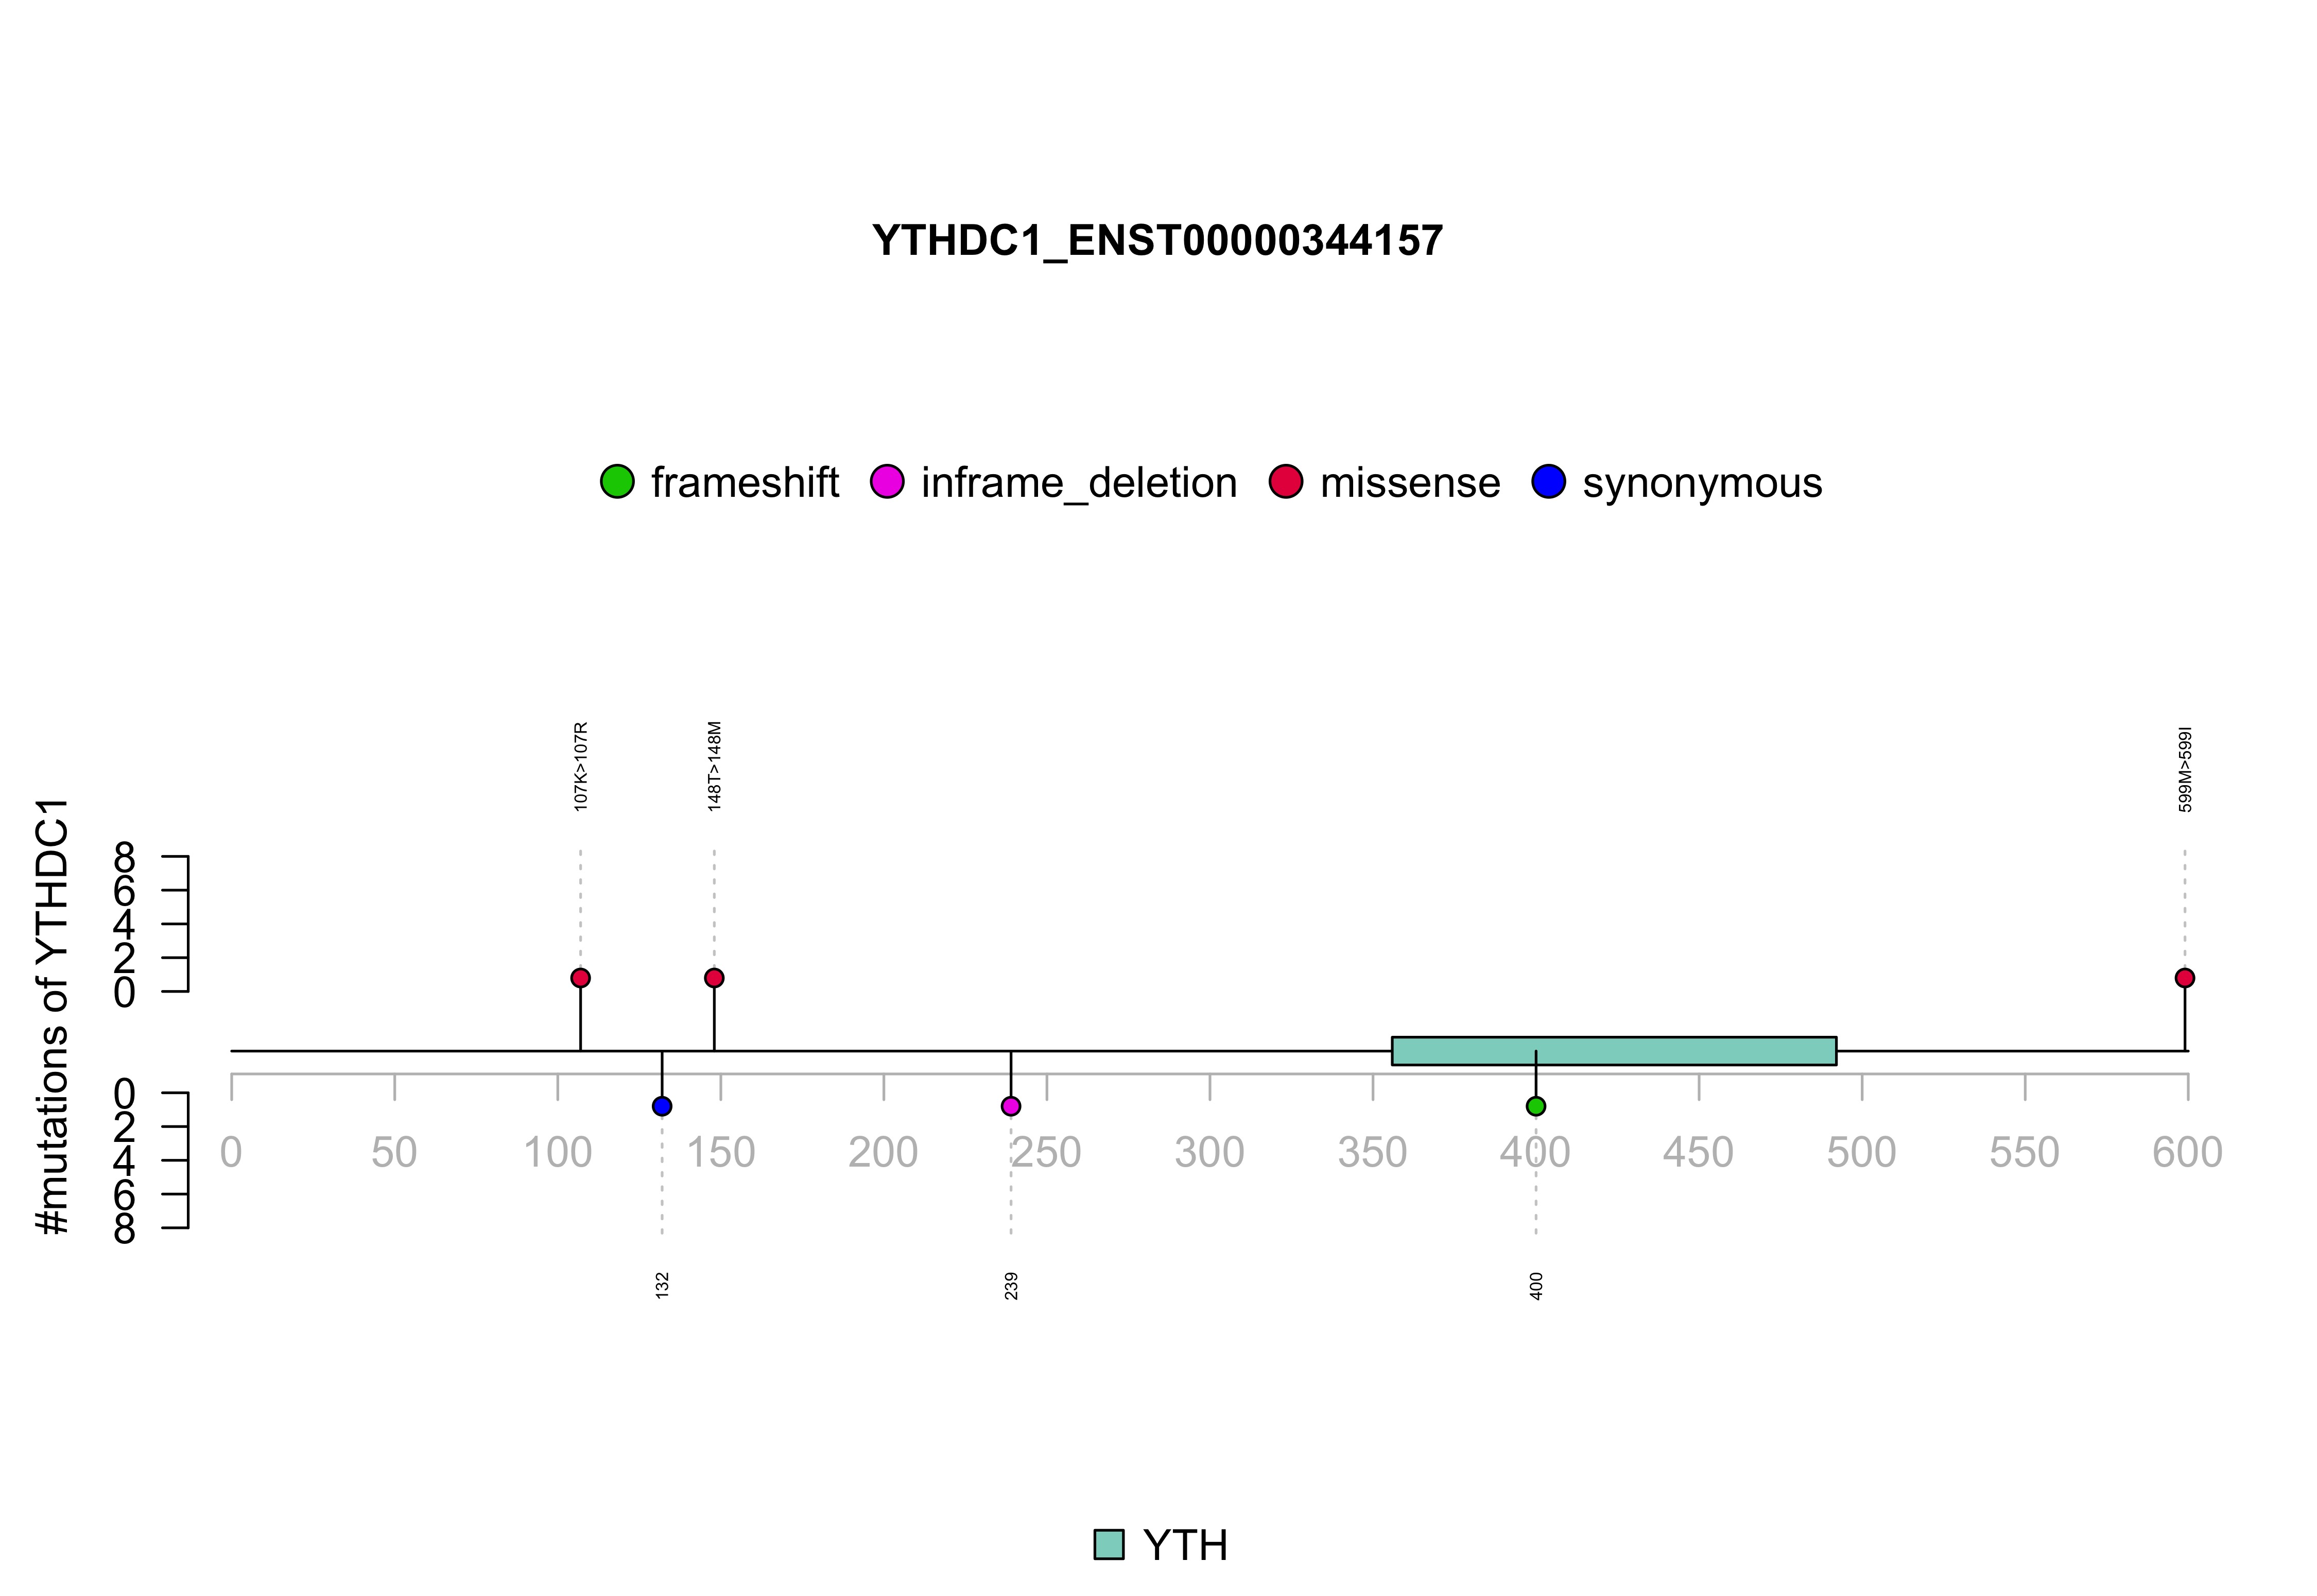 YTHDC1_ENST00000344157
frameshift inframe_deletion missense synonymous
107K>107R 148T>148M 599M>599I
#mutations of YTHDC1
8
6
4
2
0
0
2
4
6
8
0 50 100 150 200 250 300 350 400 450 500 550 600
132 239 400
YTH